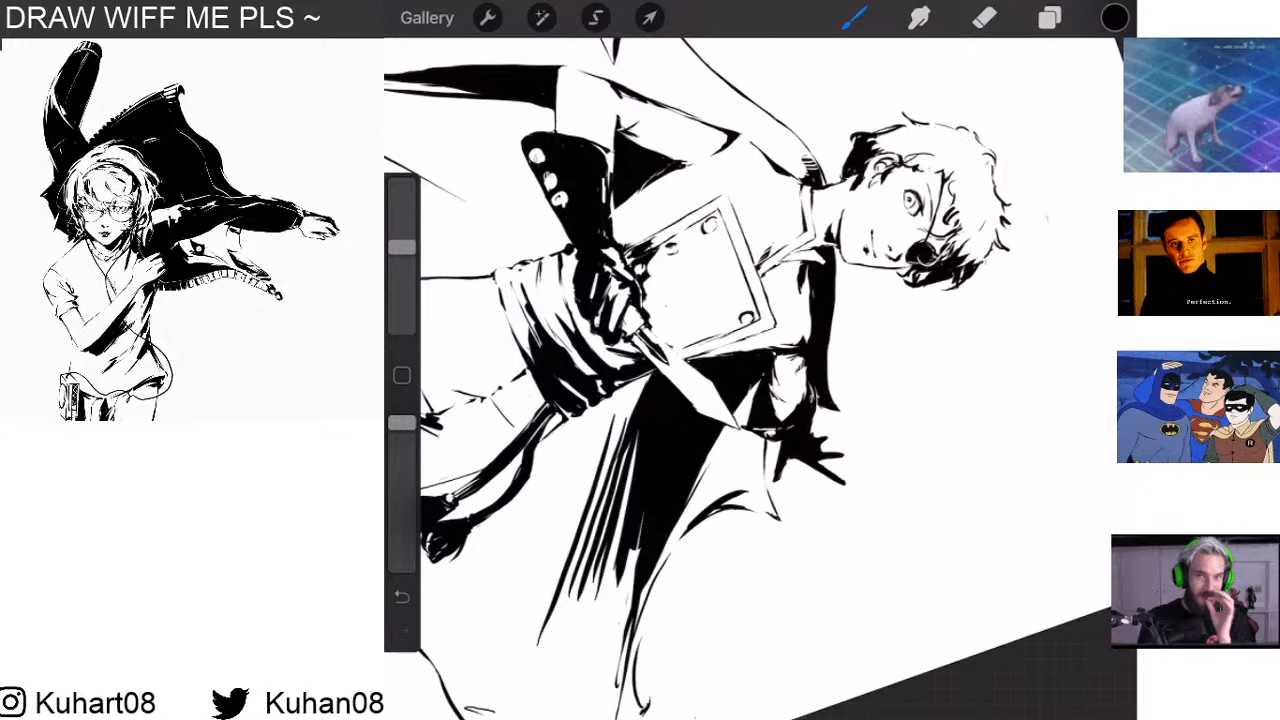 DRAW WIFF ME PLS ~
Gallery
Perfection.
R
Kuhart08
Kuhan08